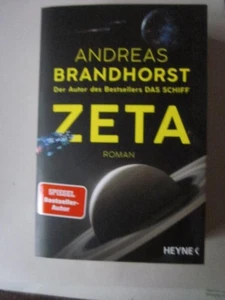 ANDREAS
BRANDHORST
Der Autor des Bestsellers DAS SCHIFF
ZETA
ROMAN
SPIEGEL
Bestseller-
Autor
HEYNE